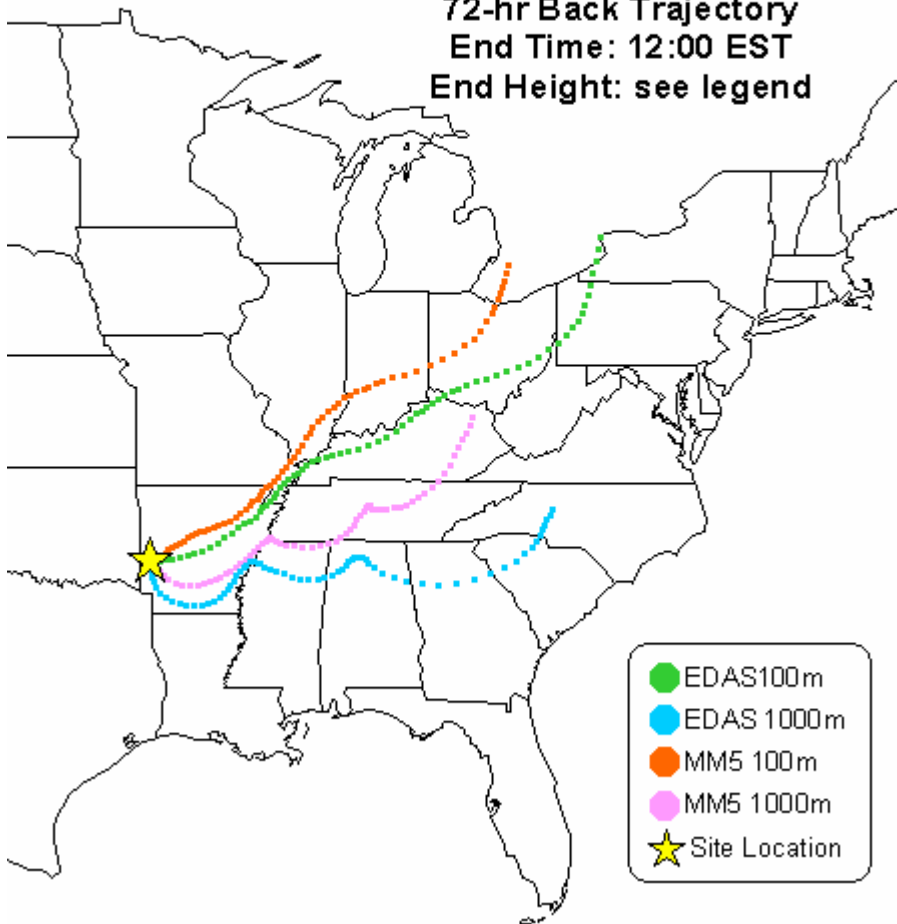 72-hr Back Trajectory
End Time: 12:00 EST
End Height: see legend
EDAS100m
EDAS 1000m
MM5 100m
MM5 1000m
Site Location